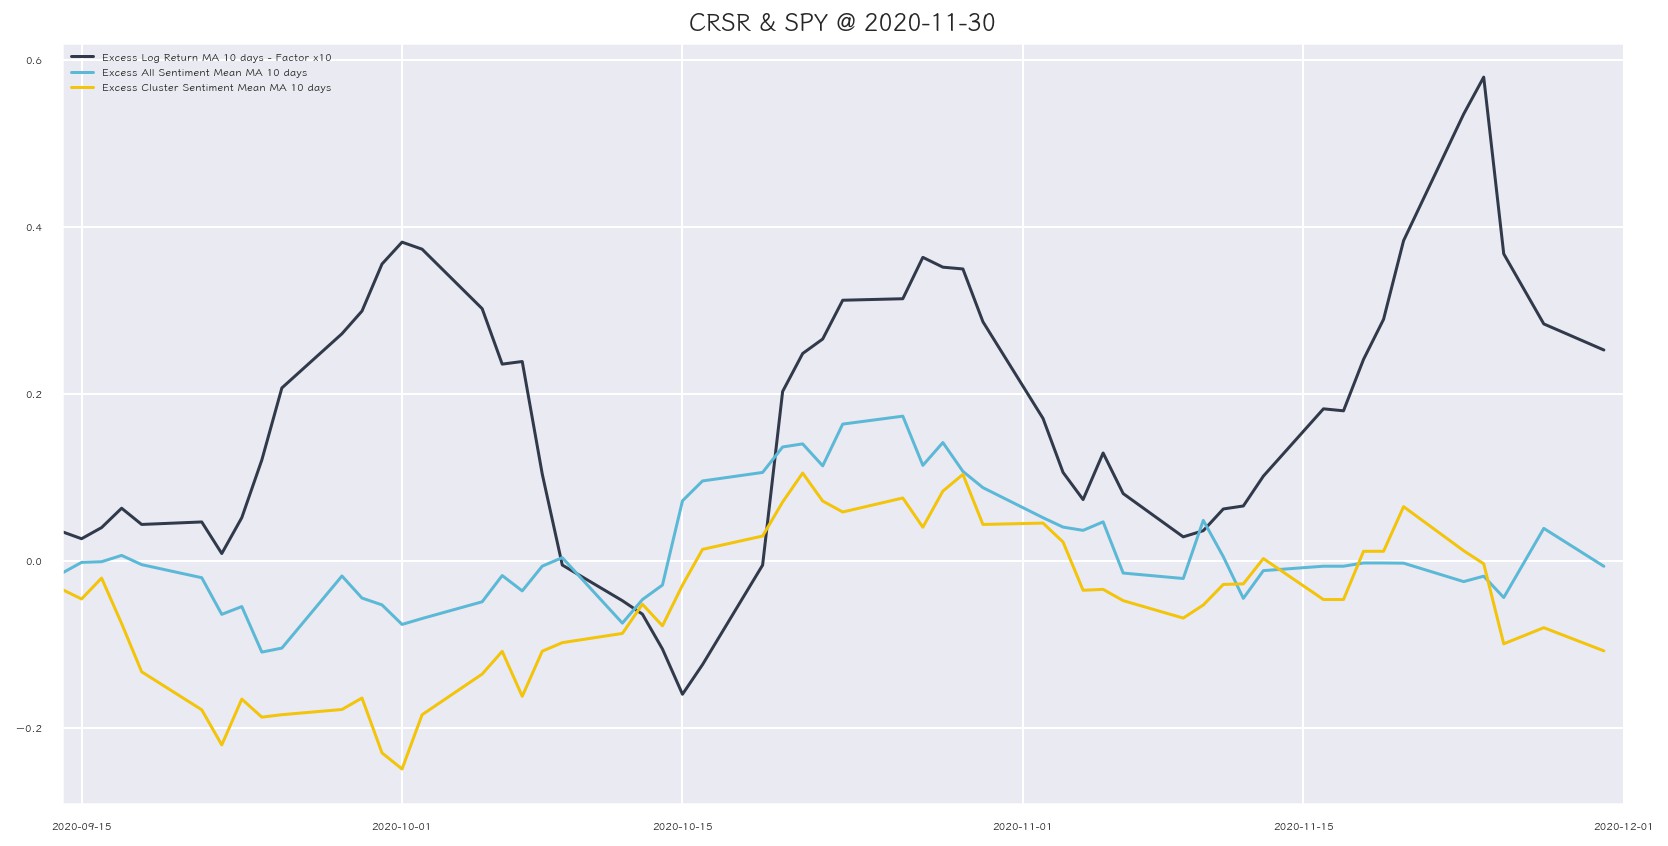 CRSR & SPY @ 2020-11-30
Excess Log Return MA 10 days - Factor x10
Excess All Sentiment Mean MA 10 days
Excess Cluster Sentiment Mean MA 10 days
0.6
0.4
0.2
0.0
−0.2
2020-09-15 2020-10-01 2020-10-15 2020-11-01 2020-11-15 2020-12-01